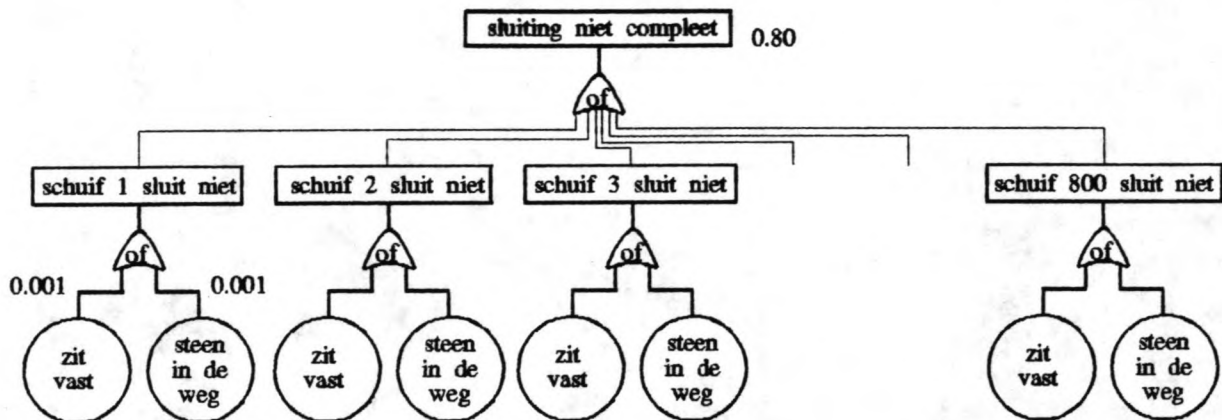 sluiting niet compleet
0.80
of
schuif 1 sluit niet
schuif 2 sluit niet
schuif 3 sluit niet
schuif 800 sluit niet
of
of
of
of
0.001
0.001
zit
vast
steen
in de
weg
zit
vast
steen
in de
weg
zit
vast
steen
in de
weg
zit
vast
steen
in de
weg